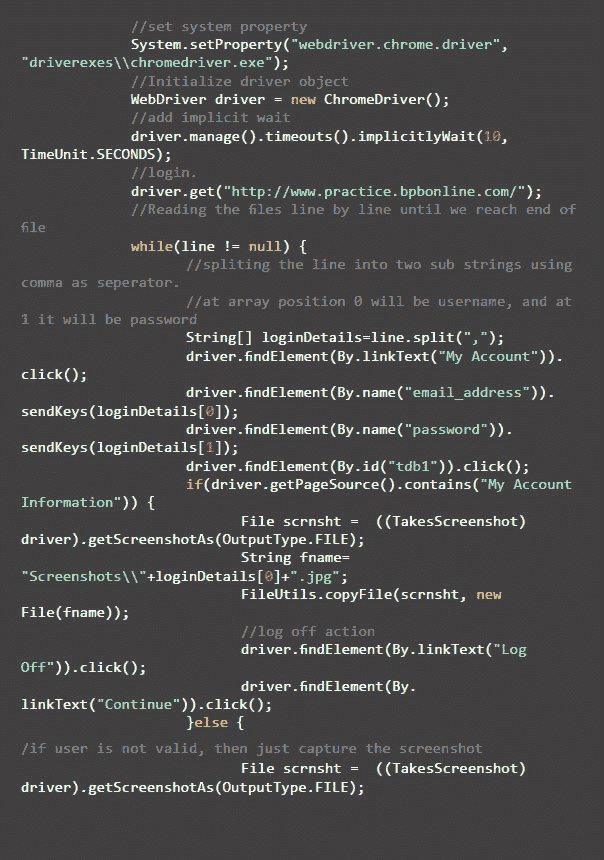 //set system property
System.setProperty("webdriver.chrome.driver",
"driverexes\\chromedriver.exe");
//Initialize driver object
WebDriver driver = new ChromeDriver();
//add implicit wait
driver.manage().timeouts().implicitlyWait(10,
TimeUnit.SECONDS);
//login.
driver.get("http://www.practice.bpbonline.com/");
//Reading the files line by line until we reach end of
file
while(line != null) {
//spliting the line into two sub strings using
comma as seperator.
//at array position 0 will be username, and at
1 it will be password
String[] loginDetails=line.split(",");
driver.findElement(By.linkText("My Account")).
click();
driver.findElement(By.name("email_address")).
sendKeys(loginDetails[0]);
driver.findElement(By.name("password")).
sendKeys(loginDetails[1]);
driver.findElement(By.id("tdb1")).click();
if(driver.getPageSource().contains("My Account
Information")) {
File scrnsht =  ((TakesScreenshot)
driver).getScreenshotAs(OutputType.FILE);
String fname=
"Screenshots\\"+loginDetails[0]+".jpg";
FileUtils.copyFile(scrnsht, new
File(fname));
//log off action
driver.findElement(By.linkText("Log
Off")).click();
driver.findElement(By.
linkText("Continue")).click();
}else {
/if user is not valid, then just capture the screenshot
File scrnsht =  ((TakesScreenshot)
driver).getScreenshotAs(OutputType.FILE);